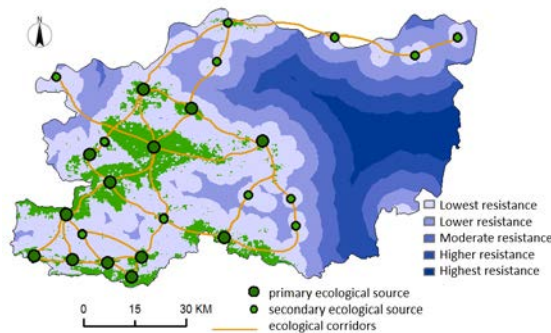 N
Lowest resistance
Lower resistance
Moderate resistance
Higher resistance
Highest resistance
primary ecological source
secondary ecological source
ecological corridors
0 15 30 KM